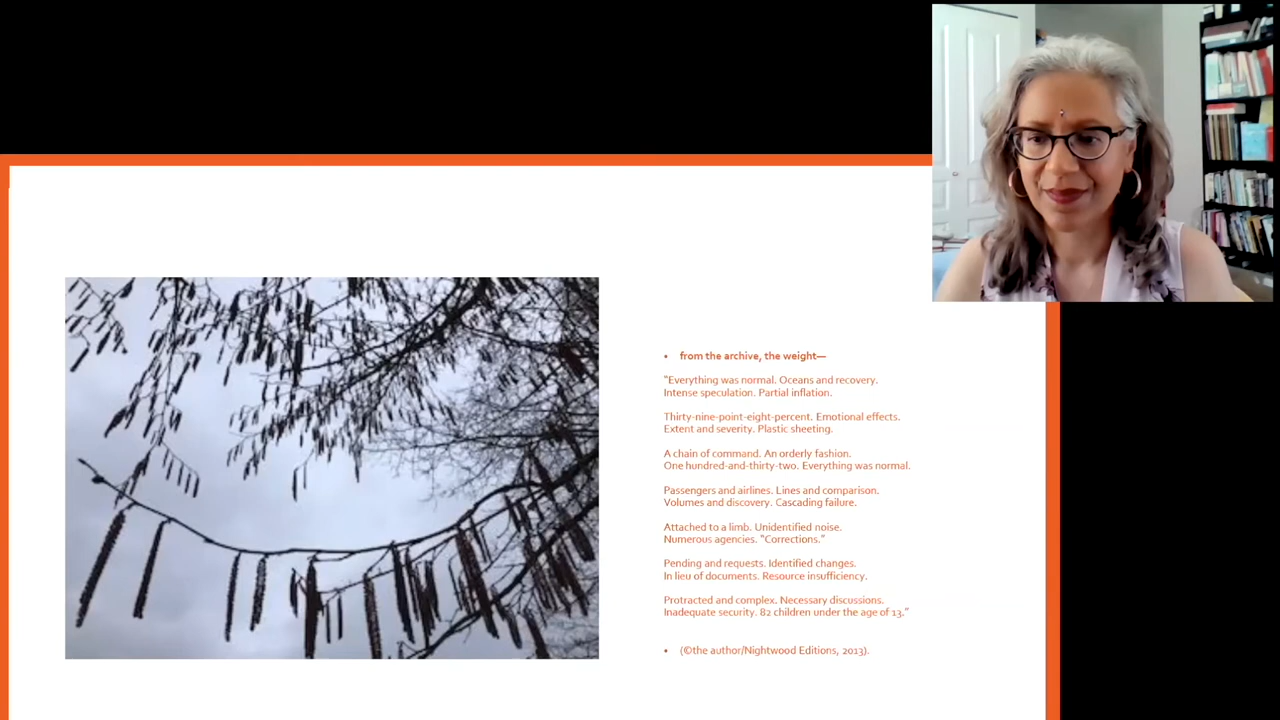 • from the archive, the weight—
"Everything was normal. Oceans and recovery.
Intense speculation. Partial inflation.
Thirty-nine-point-eight-percent. Emotional effects.
Extent and severity. Plastic sheeting.
A chain of command. An orderly fashion.
One hundred-and-thirty-two. Everything was normal.
Passengers and airlines. Lines and comparison.
Volumes and discovery. Cascading failure.
Attached to a limb. Unidentified noise.
Numerous agencies. "Corrections."
Pending and requests. Identified changes.
In lieu of documents. Resource insufficiency.
Protracted and complex. Necessary discussions.
Inadequate security. 82 children under the age of 13."
• (©the author/Nightwood Editions, 2013).